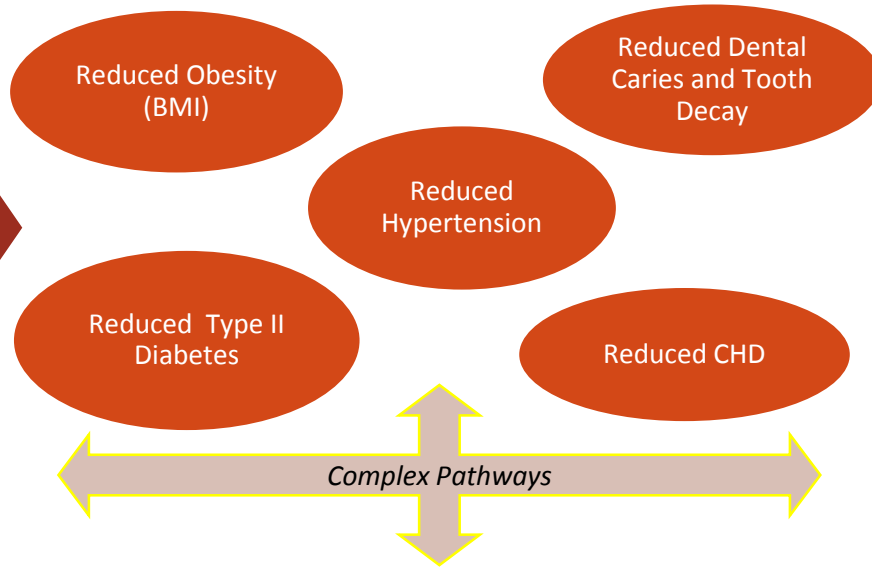 Reduced Obesity
(BMI)
Reduced Dental
Caries and Tooth
Decay
Reduced
Hypertension
Reduced Type II
Diabetes
Reduced CHD
Complex Pathways